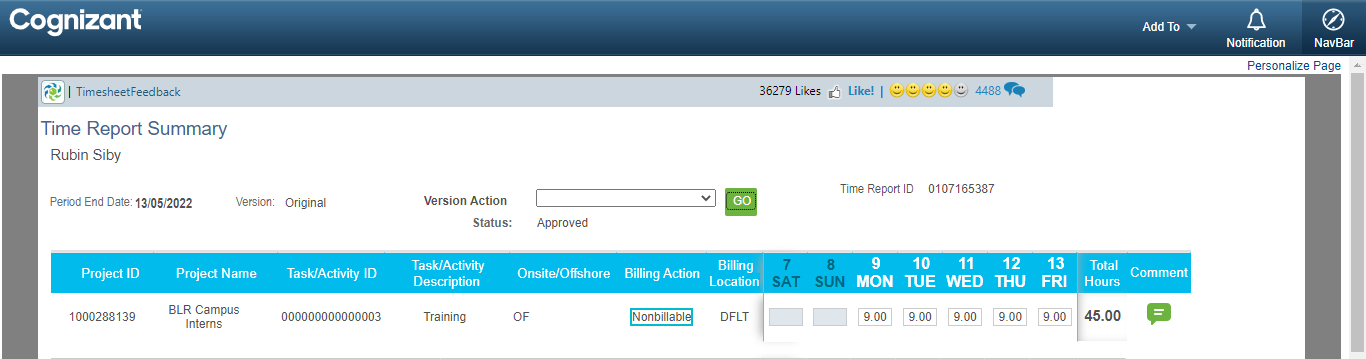 Cognizant
Add To
Notification
NavBar
Personalize Page
| TimesheetFeedback
36279 Likes Like! | 4488
Time Report Summary
Rubin Siby
Period End Date: 13/05/2022 Version: Original Version Action GO Time Report ID 0107165387
Status: Approved
Project ID Project Name Task/Activity ID Task/Activity Description Onsite/Offshore Billing Action Billing Location 7 SAT 8 SUN 9 MON 10 TUE 11 WED 12 THU 13 FRI Total Hours Comment
1000288139 BLR Campus Interns 000000000000003 Training OF Nonbillable DFLT 9.00 9.00 9.00 9.00 9.00 45.00